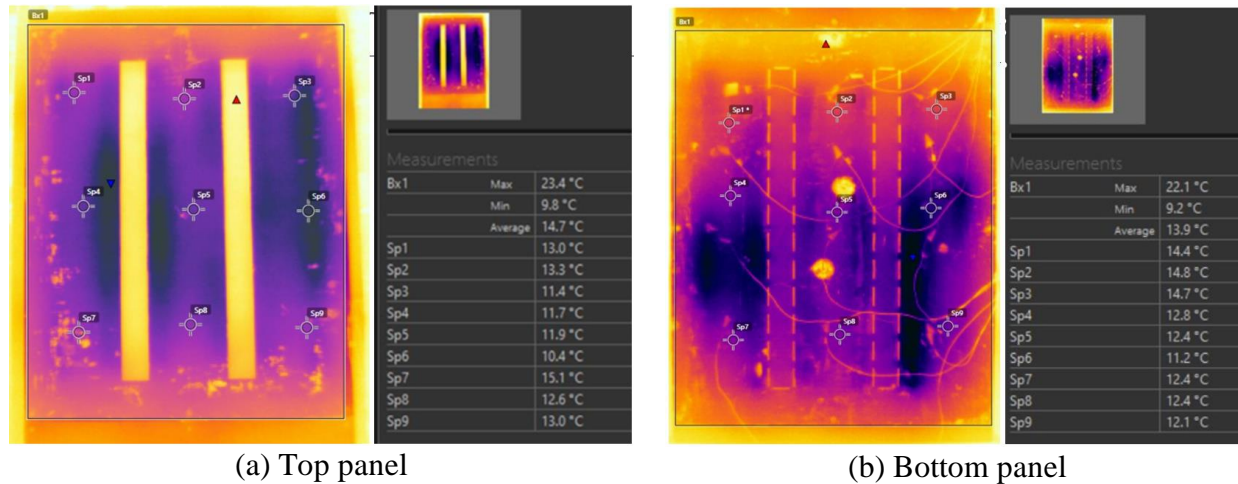 Bx1
Sp1
Sp2
Sp3
Sp4
Sp5
Sp6
Sp7
Sp8
Sp9
Measurements
Bx1 Max 23.4 °C
Min 9.8 °C
Average 14.7 °C
Sp1 13.0 °C
Sp2 13.3 °C
Sp3 11.4 °C
Sp4 11.7 °C
Sp5 11.9 °C
Sp6 10.4 °C
Sp7 15.1 °C
Sp8 12.6 °C
Sp9 13.0 °C
(a) Top panel
Bx1
Sp1 *
Sp2
Sp3
Sp4
Sp5
Sp6
Sp7
Sp8
Sp9
Measurements
Bx1 Max 22.1 °C
Min 9.2 °C
Average 13.9 °C
Sp1 14.4 °C
Sp2 14.8 °C
Sp3 14.7 °C
Sp4 12.8 °C
Sp5 12.4 °C
Sp6 11.2 °C
Sp7 12.4 °C
Sp8 12.4 °C
Sp9 12.1 °C
(b) Bottom panel